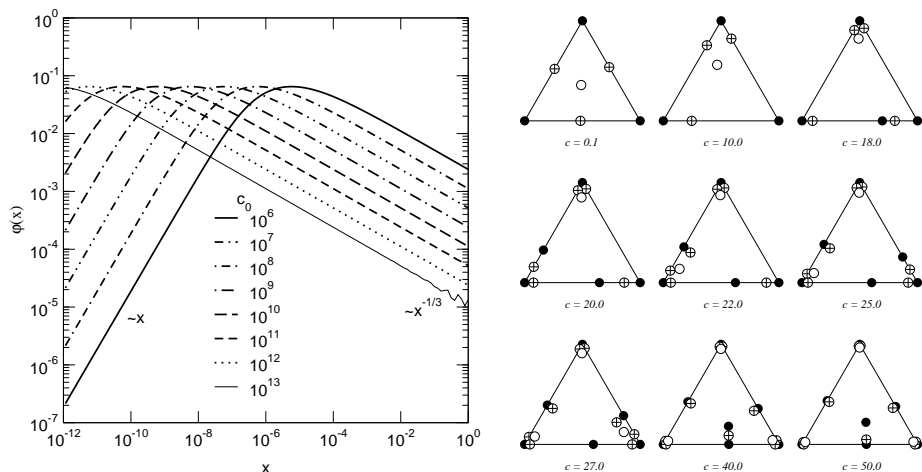 10^0
10^-1
10^-2
10^-3
10^-4
10^-5
10^-6
10^-7
φ(x)
c_0
10^6
10^7
10^8
10^9
10^10
10^11
10^12
10^13
~x
~x^-1/3
10^-12 10^-10 10^-8 10^-6 10^-4 10^-2 10^0
x
c = 0.1 c = 10.0 c = 18.0
c = 20.0 c = 22.0 c = 25.0
c = 27.0 c = 40.0 c = 50.0